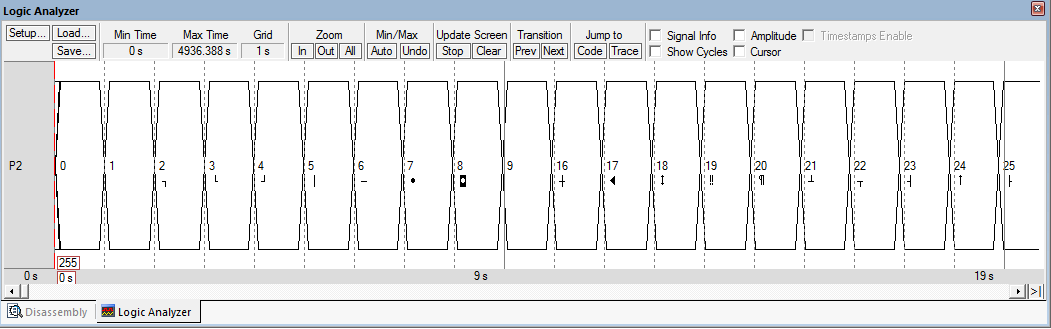 Logic Analyzer
Setup... Load... Min Time Max Time Grid Zoom Min/Max Update Screen Transition Jump to Signal Info Amplitude Timestamps Enable
Save... 0 s 4936.388 s 1 s In Out All Auto Undo Stop Clear Prev Next Code Trace Show Cycles Cursor
P2 0 1 2 3 4 5 6 7 8 9 16 17 18 19 20 21 22 23 24 25
255
0 s 0 s 9 s 19 s
Disassembly Logic Analyzer